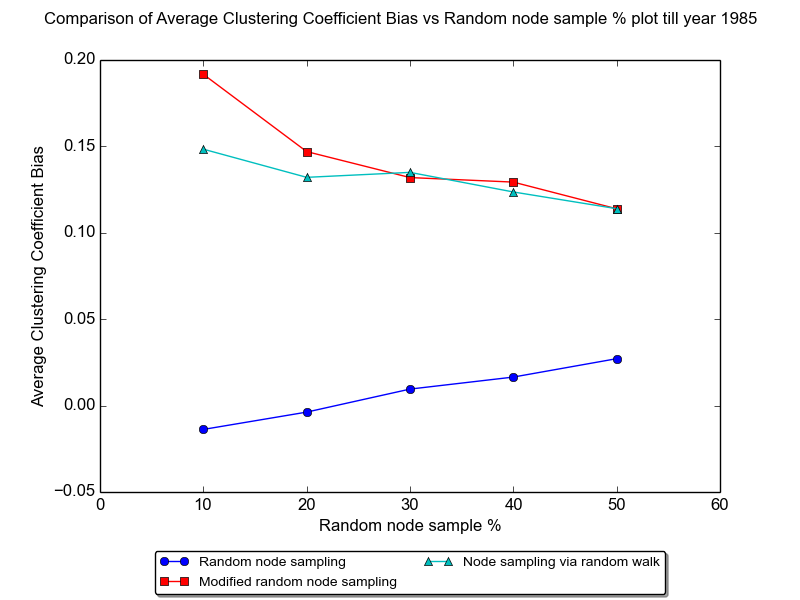 Comparison of Average Clustering Coefficient Bias vs Random node sample % plot till year 1985
0.20
0.15
0.10
0.05
0.00
−0.05
Average Clustering Coefficient Bias
0 10 20 30 40 50 60
Random node sample %
Random node sampling
Modified random node sampling
Node sampling via random walk